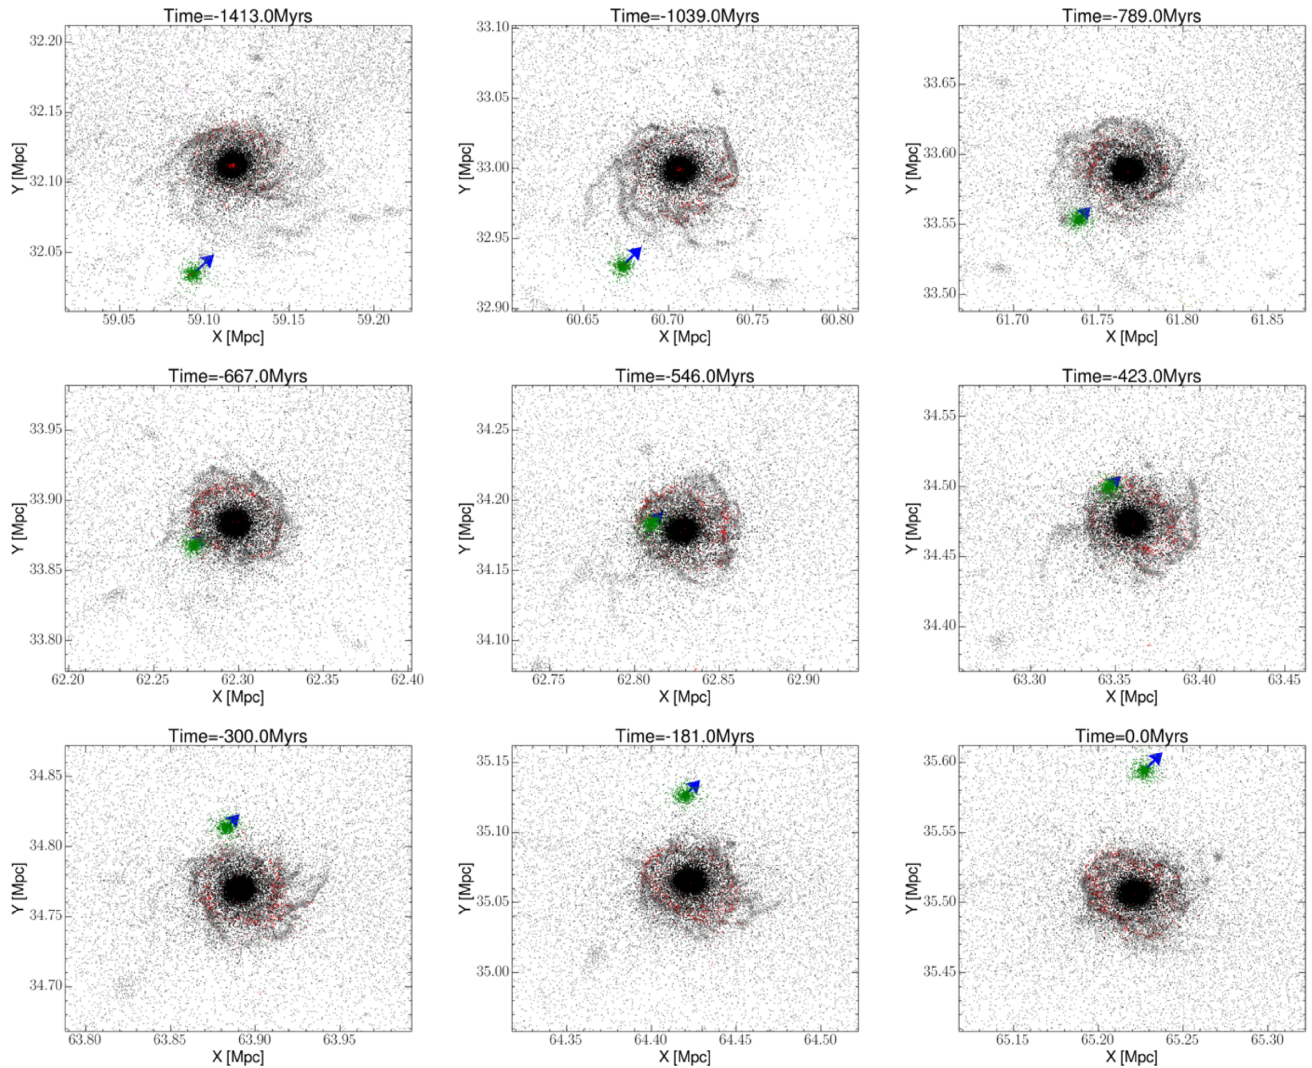 Time=-1413.0Myrs
32.20
32.15
32.10
32.05
Y [Mpc]
59.05 59.10 59.15 59.20
X [Mpc]
Time=-1039.0Myrs
33.10
33.05
33.00
32.95
32.90
Y [Mpc]
60.65 60.70 60.75 60.80
X [Mpc]
Time=-789.0Myrs
33.65
33.60
33.55
33.50
Y [Mpc]
61.70 61.75 61.80 61.85
X [Mpc]
Time=-667.0Myrs
33.95
33.90
33.85
33.80
Y [Mpc]
62.20 62.25 62.30 62.35 62.40
X [Mpc]
Time=-546.0Myrs
34.25
34.20
34.15
34.10
Y [Mpc]
62.75 62.80 62.85 62.90
X [Mpc]
Time=-423.0Myrs
34.55
34.50
34.45
34.40
Y [Mpc]
63.30 63.35 63.40 63.45
X [Mpc]
Time=-300.0Myrs
34.85
34.80
34.75
34.70
Y [Mpc]
63.80 63.85 63.90 63.95
X [Mpc]
Time=-181.0Myrs
35.15
35.10
35.05
35.00
Y [Mpc]
64.35 64.40 64.45 64.50
X [Mpc]
Time=0.0Myrs
35.60
35.55
35.50
35.45
Y [Mpc]
65.15 65.20 65.25 65.30
X [Mpc]